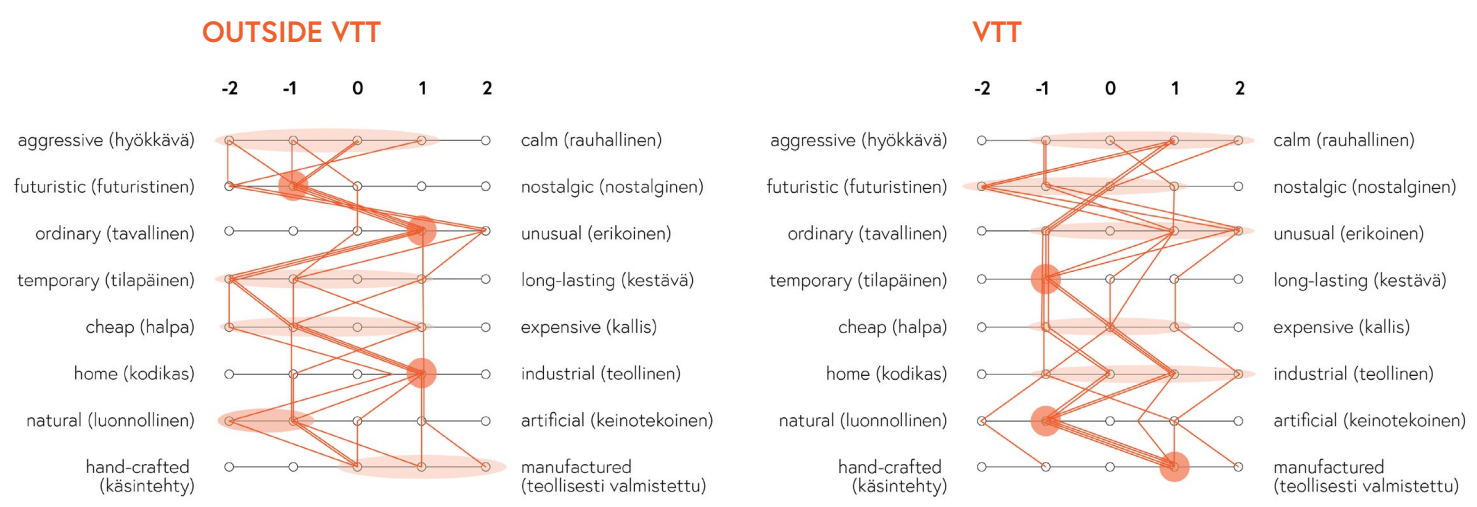 OUTSIDE VTT
-2 -1 0 1 2
aggressive (hyökkävä) calm (rauhallinen)
futuristic (futuristinen) nostalgic (nostalginen)
ordinary (tavallinen) unusual (erikoinen)
temporary (tilapäinen) long-lasting (kestävä)
cheap (halpa) expensive (kallis)
home (kodikas) industrial (teollinen)
natural (luonnollinen) artificial (keinotekoinen)
hand-crafted manufactured
(käsintehty) (teollisesti valmistettu)
VTT
-2 -1 0 1 2
aggressive (hyökkävä) calm (rauhallinen)
futuristic (futuristinen) nostalgic (nostalginen)
ordinary (tavallinen) unusual (erikoinen)
temporary (tilapäinen) long-lasting (kestävä)
cheap (halpa) expensive (kallis)
home (kodikas) industrial (teollinen)
natural (luonnollinen) artificial (keinotekoinen)
hand-crafted manufactured
(käsintehty) (teollisesti valmistettu)